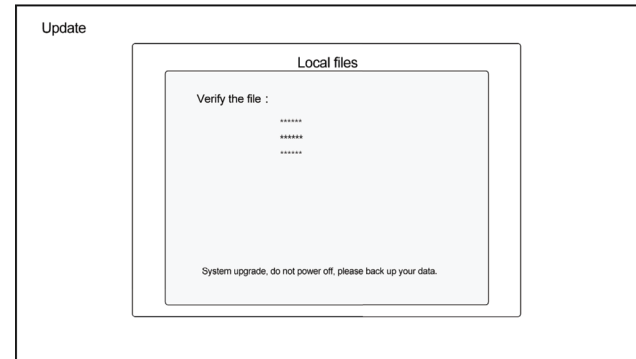 Update
Local files
Verify the file：
******
******
******
System upgrade, do not power off, please back up your data.